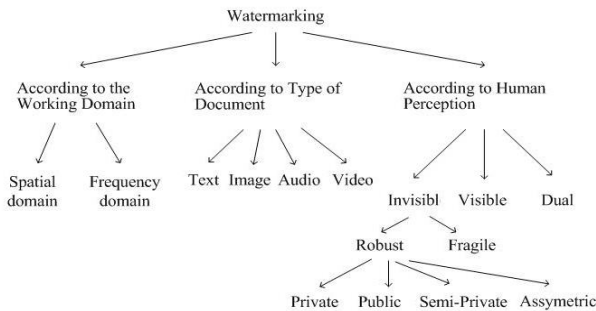 Watermarking
According to the
Working Domain
According to Type of
Document
According to Human
Perception
Spatial
domain
Frequency
domain
Text Image Audio Video
Invisibl Visible Dual
Robust Fragile
Private Public Semi-Private Assymetric